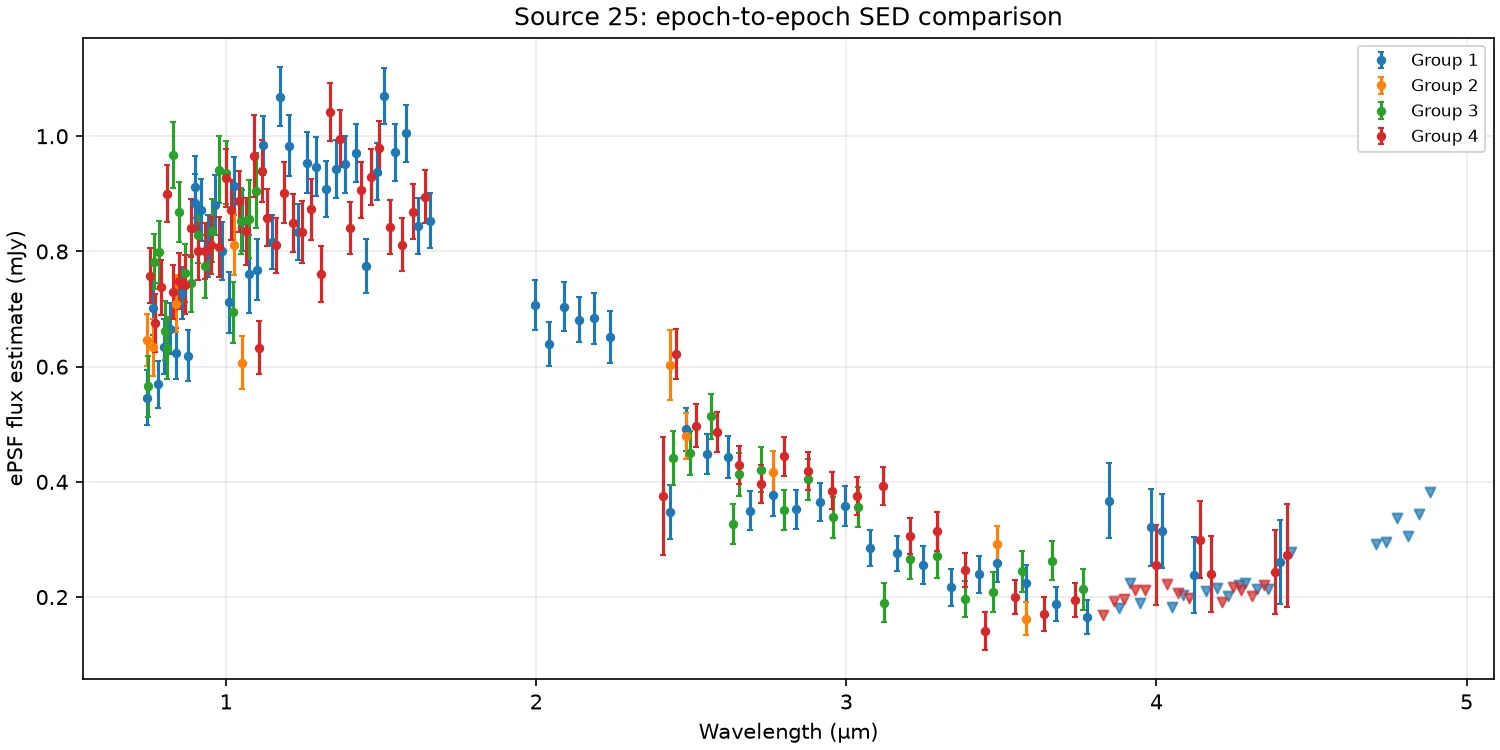 Source 25: epoch-to-epoch SED comparison
ePSF flux estimate (mJy)
1.0
0.8
0.6
0.4
0.2
Group 1
Group 2
Group 3
Group 4
1 2 3 4 5
Wavelength (μm)